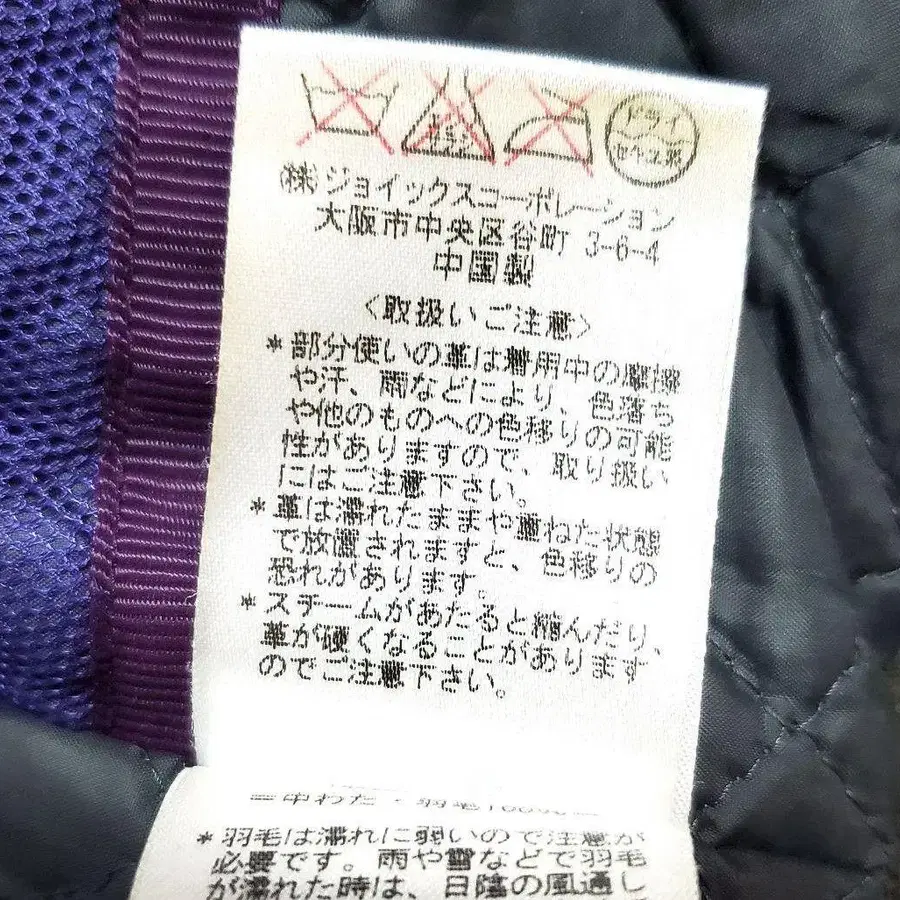 ドライ
㈱ジョイックスコーポレーション
大阪市中央区谷町 3-6-4
中国製
〈取扱いご注意〉
*部分使いの革は着用中の摩擦
や汗、雨などにより、色落ち
や他のものへの色移りの可能
性がありますので、取り扱い
にはご注意下さい。
*革は濡れたままや重ねた状態
で放置されますと、色移りの
恐れがあります。
*スチームがあたると縮んだり、
革が硬くなることがあります
のでご注意下さい。
中わた・羽毛
*羽毛は濡れに弱いので注意が
必要です。雨や雪などで羽毛
が濡れた時は、日陰の風通し